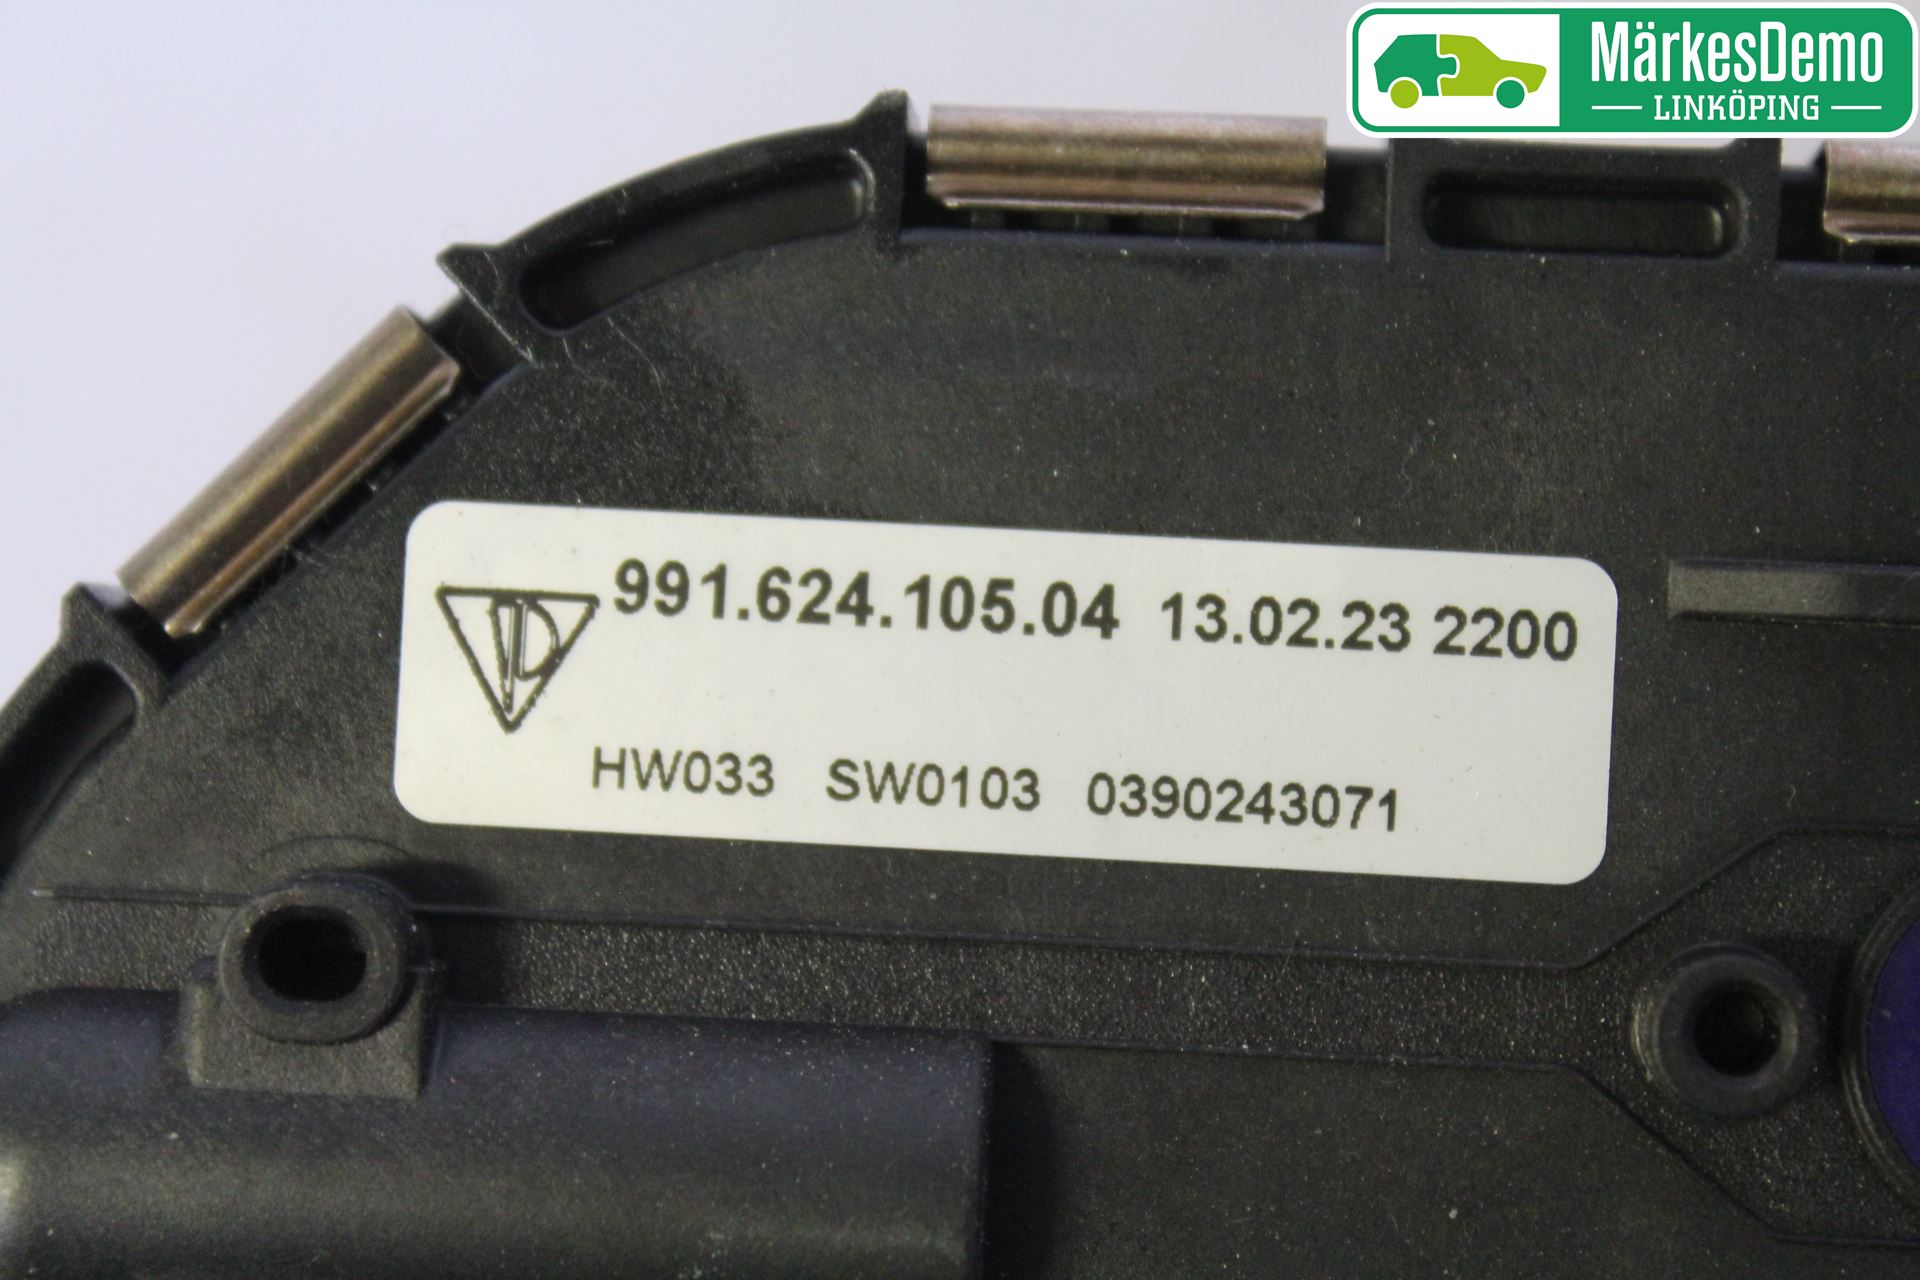 MärkesDemo
LINKÖPING
991.624.105.04 13.02.23 2200
HW033 SW0103 0390243071